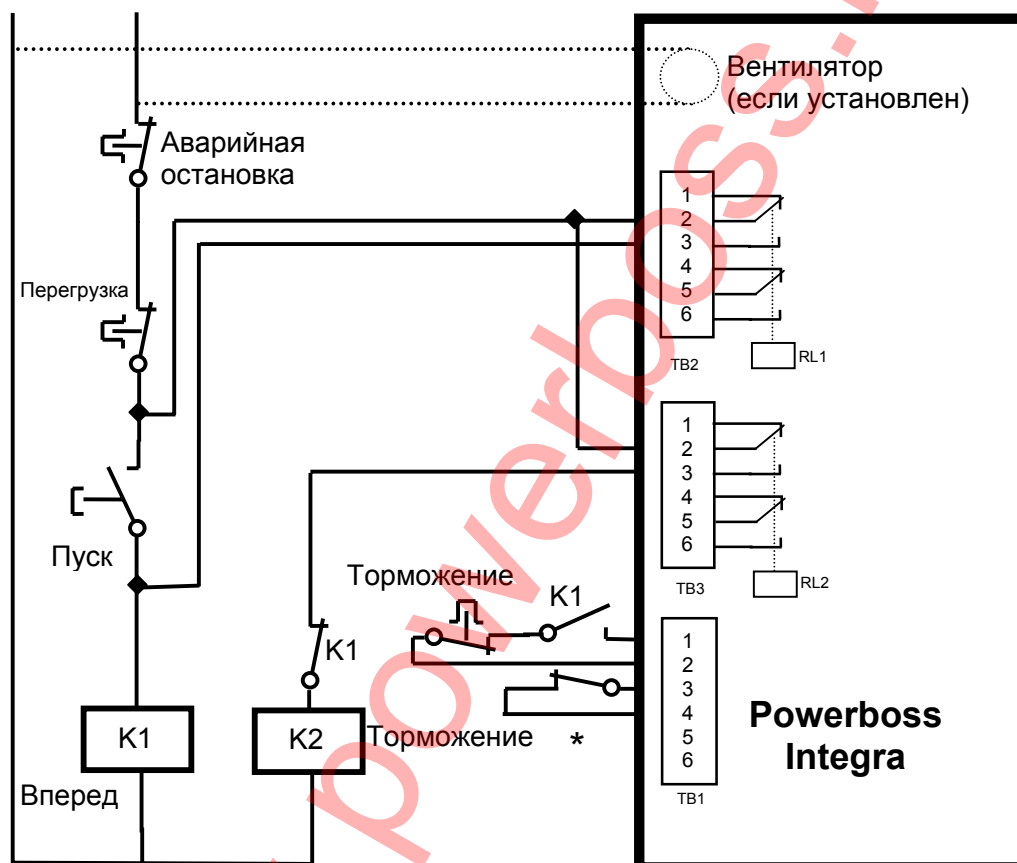 Вентилятор
(если установлен)
Аварийная
остановка
1
2
3
4
5
6
TB2
RL1
Перегрузка
1
2
3
4
5
6
TB3
RL2
Пуск
Торможение
K1
K1
1
2
3
4
5
6
TB1
Powerboss
Integra
K1
K2
Торможение *
Вперед
powerboss.